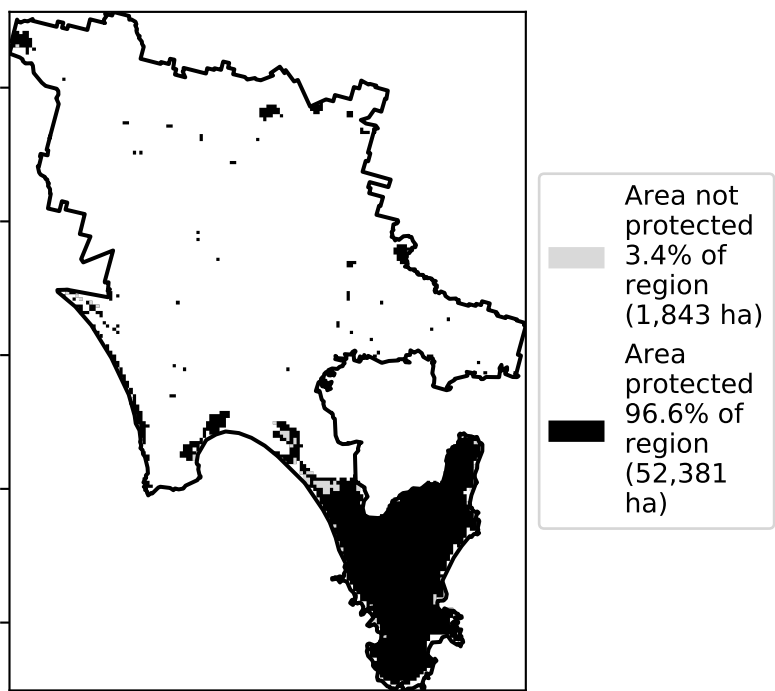 Area not
protected
3.4% of
region
(1,843 ha)
Area
protected
96.6% of
region
(52,381
ha)